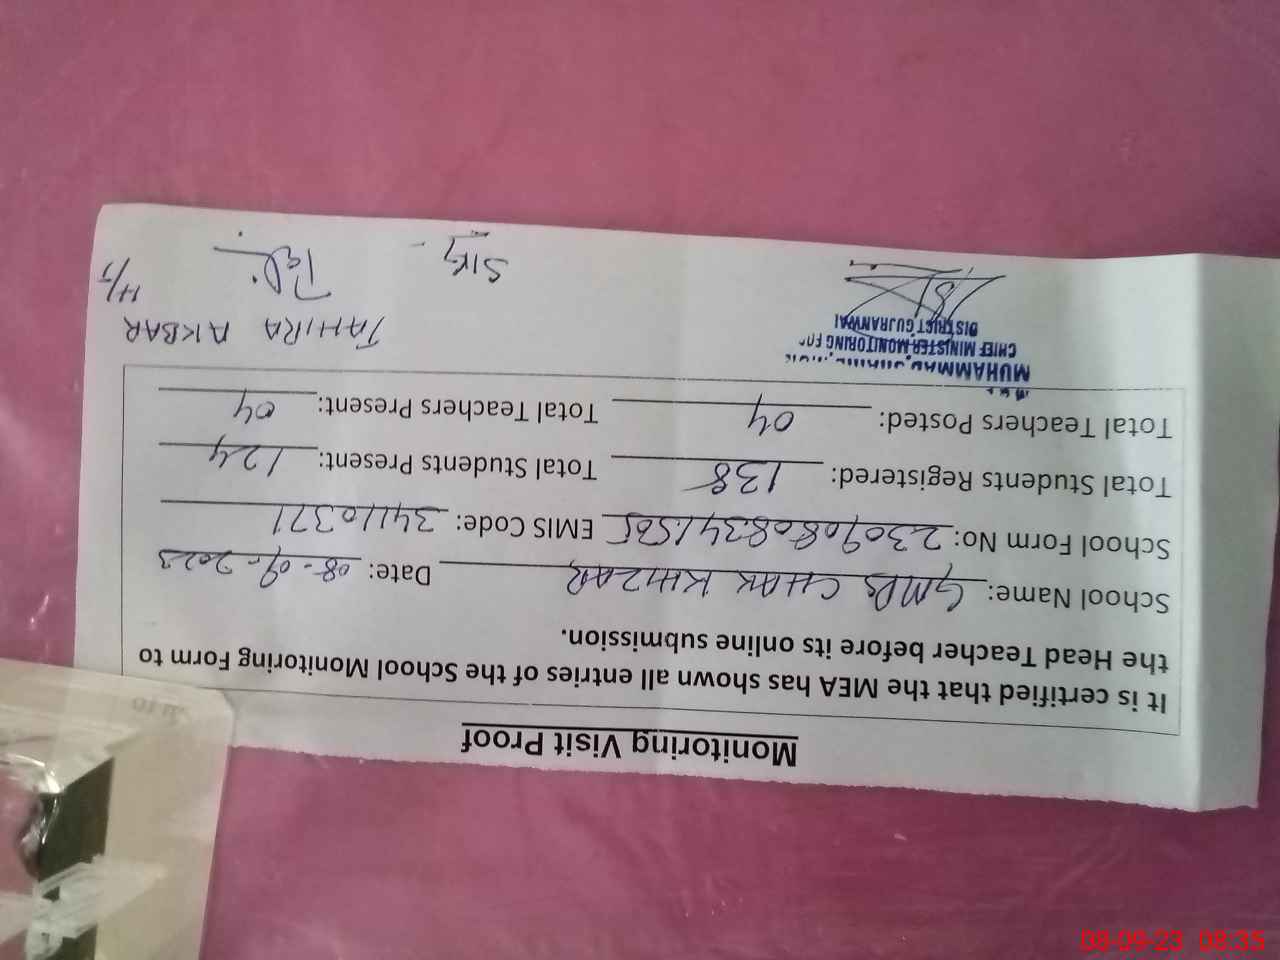 Monitoring Visit Proof
It is certified that the MEA has shown all entries of the School Monitoring Form to
the Head Teacher before its online submission.
School Name: GMPS CHAK KHIZAR Date: 08-09-2023
School Form No: EMIS Code: 34110371
Total Students Registered: 138 Total Students Present: 124
Total Teachers Posted: 04 Total Teachers Present: 04
MUHAMMAD
CHIEF MINISTER MONITORING
DISTRICT GUJRANWAL
TAHIRA AKBAR
H/T
08-09-23 08:35